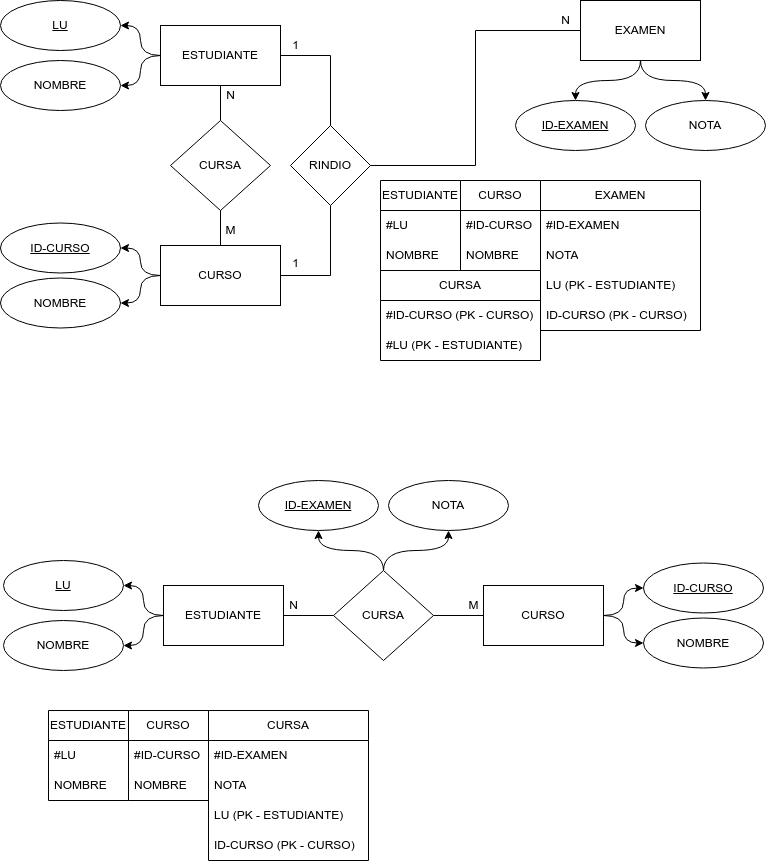 LU
NOMBRE
ESTUDIANTE
1
N
EXAMEN
ID-EXAMEN
NOTA
N
CURSA
RINDIO
M
ID-CURSO
NOMBRE
CURSO
1
ESTUDIANTE CURSO EXAMEN
#LU #ID-CURSO #ID-EXAMEN
NOMBRE NOMBRE NOTA
CURSA LU (PK - ESTUDIANTE)
#ID-CURSO (PK - CURSO) ID-CURSO (PK - CURSO)
#LU (PK - ESTUDIANTE)
ID-EXAMEN NOTA
LU
NOMBRE
ESTUDIANTE
N
CURSA
M
CURSO
ID-CURSO
NOMBRE
ESTUDIANTE CURSO CURSA
#LU #ID-CURSO #ID-EXAMEN
NOMBRE NOMBRE NOTA
LU (PK - ESTUDIANTE)
ID-CURSO (PK - CURSO)